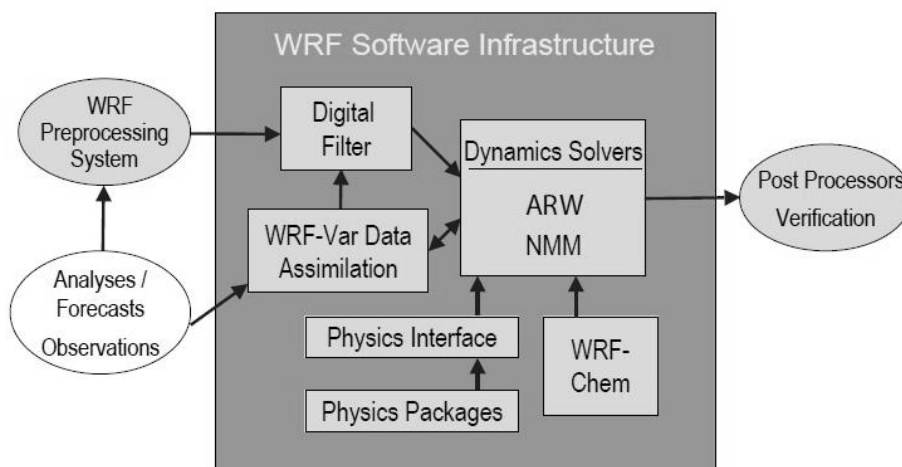 WRF Software Infrastructure
WRF
Preprocessing
System
Digital
Filter
Dynamics Solvers
ARW
NMM
Post Processors
Verification
WRF-Var Data
Assimilation
Analyses /
Forecasts
Observations
Physics Interface
WRF-
Chem
Physics Packages